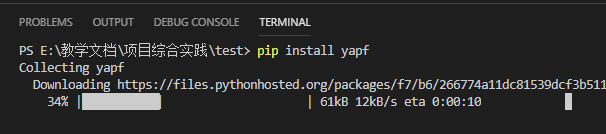 PROBLEMS OUTPUT DEBUG CONSOLE TERMINAL
PS E:\教学文档\项目综合实践\test> pip install yapf
Collecting yapf
Downloading https://files.pythonhosted.org/packages/f7/b6/266774a11dc81539dcf3b511
34% |██████████▉ | 61kB 12kB/s eta 0:00:10